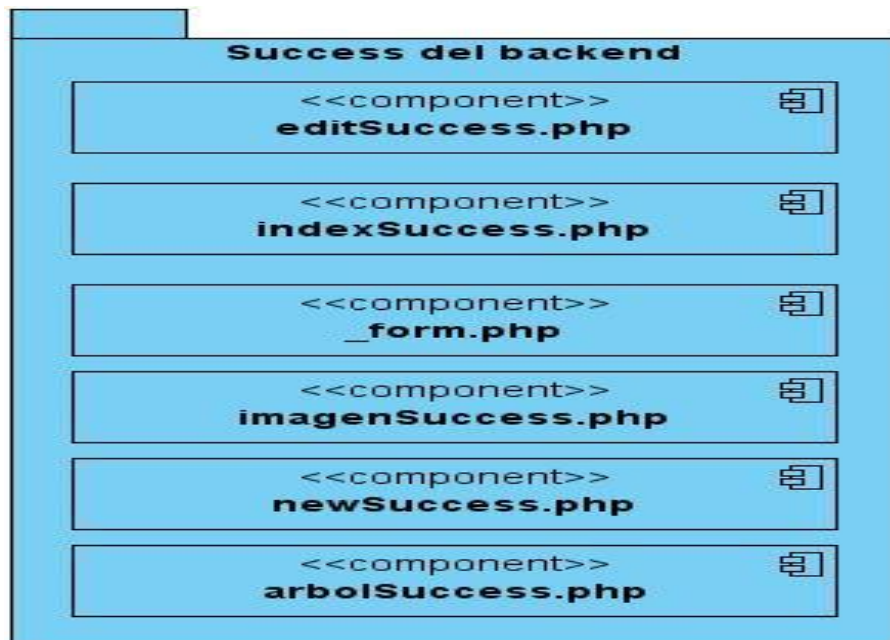 Success del backend
<<component>>
editSuccess.php
<<component>>
indexSuccess.php
<<component>>
_form.php
<<component>>
imagenSuccess.php
<<component>>
newSuccess.php
<<component>>
arbolSuccess.php